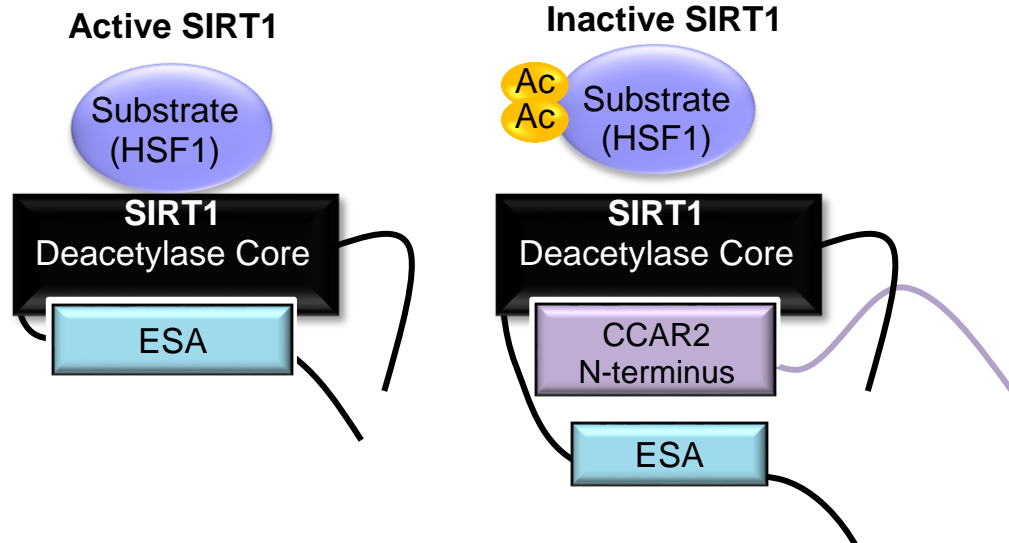 Active SIRT1
Substrate
(HSF1)
SIRT1
Deacetylase Core
ESA
Inactive SIRT1
Ac
Ac
Substrate
(HSF1)
SIRT1
Deacetylase Core
CCAR2
N-terminus
ESA